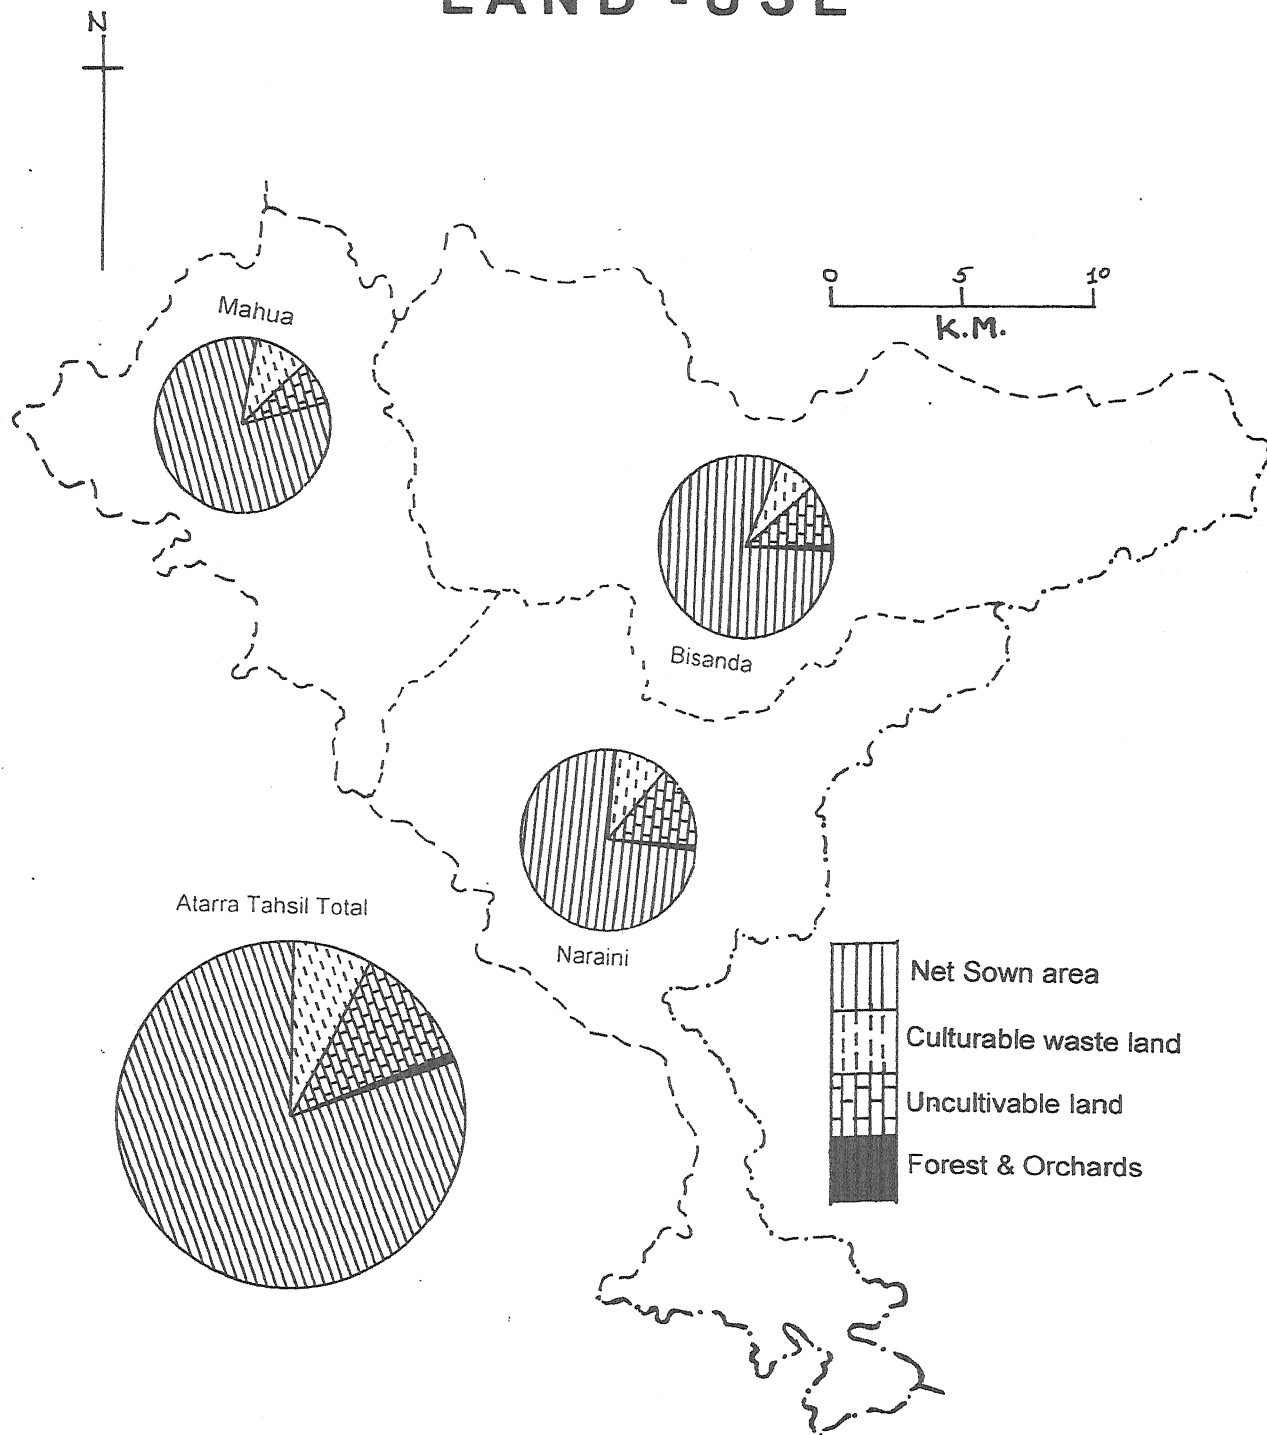 LAND-USE
N
0 5 10
K.M.
Mahua
Bisanda
Naraini
Atarra Tahsil Total
Net Sown area
Culturable waste land
Uncultivable land
Forest & Orchards